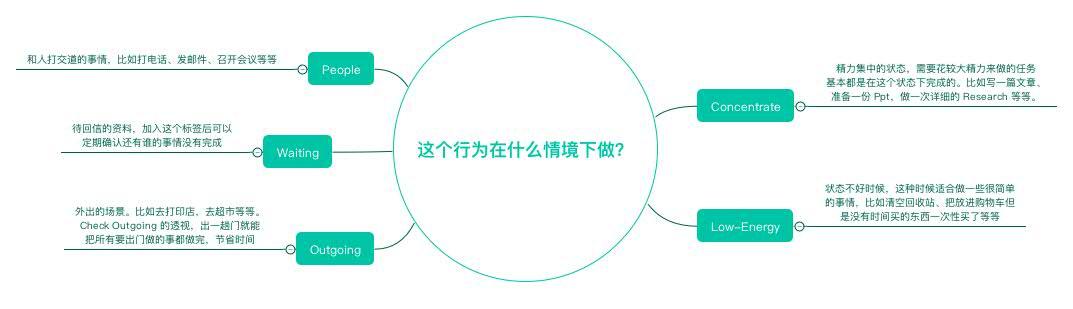 和人打交道的事情，比如打电话、发邮件、召开会议等等
People
待回信的资料，加入这个标签后可以
定期确认还有谁的事情没有完成
Waiting
外出的场景。比如去打印店，去超市等等。
Check Outgoing 的透视，出一趟门就能
把所有要出门做的事都做完，节省时间
Outgoing
这个行为在什么情境下做？
精力集中的状态，需要花较大精力来做的任务
基本都是在这个状态下完成的。比如写一篇文章、
准备一份 Ppt，做一次详细的 Research 等等。
Concentrate
状态不好时候，这种时候适合做一些很简单
的事情，比如清空回收站、把放进购物车但
是没有时间买的东西一次性买了等等
Low-Energy